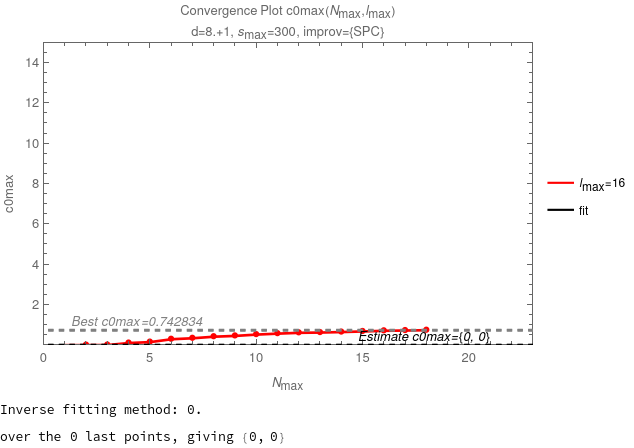 Convergence Plot c0max(Nmax,lmax)
d=8.+1, smax=300, improv={SPC}
14
12
10
8
6
4
2
c0max
lmax=16
fit
Best c0max=0.742834
Estimate c0max={0, 0}
0 5 10 15 20
Nmax
Inverse fitting method: 0.
over the 0 last points, giving {0, 0}